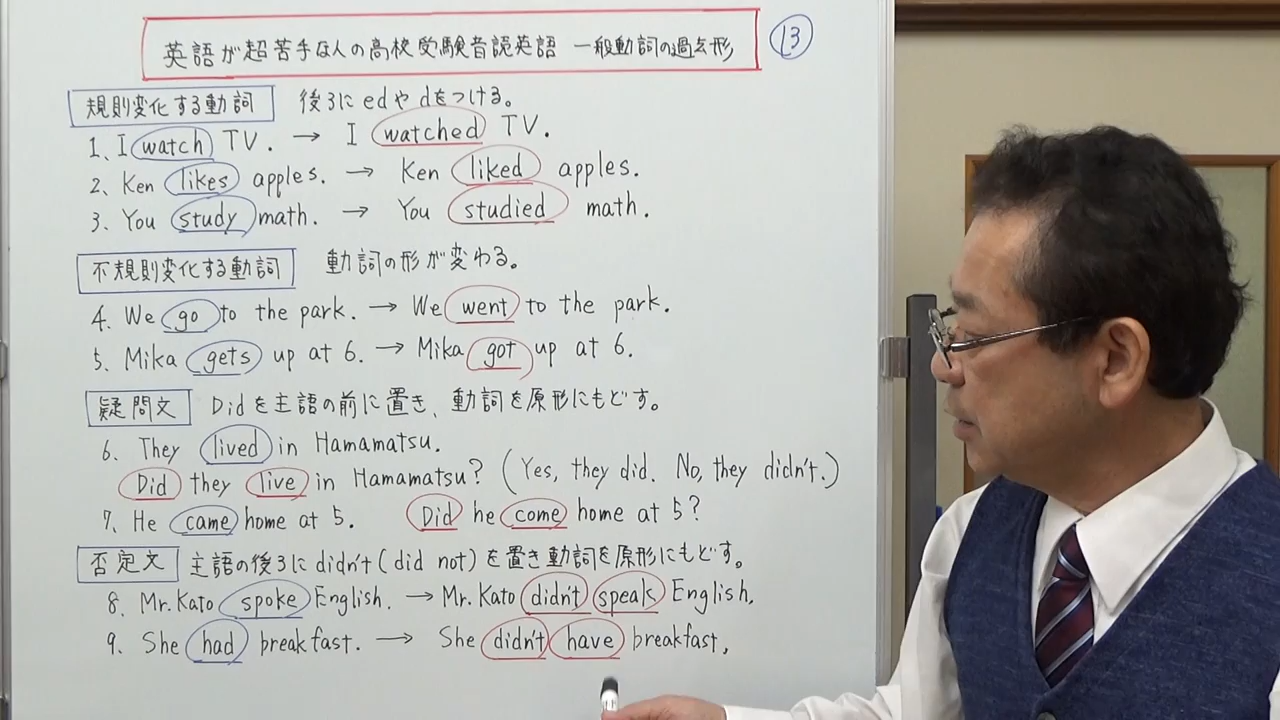 英語が超苦手な人の高校受験音認英語 一般動詞の過去形 13
規則変化する動詞 後ろにedやdをつける。
1、I watch TV. → I watched TV.
2、Ken likes apples. → Ken liked apples.
3、You study math. → You studied math.
不規則変化する動詞 動詞の形が変わる。
4、We go to the park. → We went to the park.
5、Mika gets up at 6. → Mika got up at 6.
疑問文 Didを主語の前に置き、動詞を原形にもどす。
6、They lived in Hamamatsu.
Did they live in Hamamatsu? (Yes, they did. No, they didn't.)
7、He came home at 5. Did he come home at 5?
否定文 主語の後ろにdidn't(did not)を置き動詞を原形にもどす。
8、Mr. Kato spoke English. → Mr. Kato didn't speak English.
9、She had breakfast. → She didn't have breakfast.